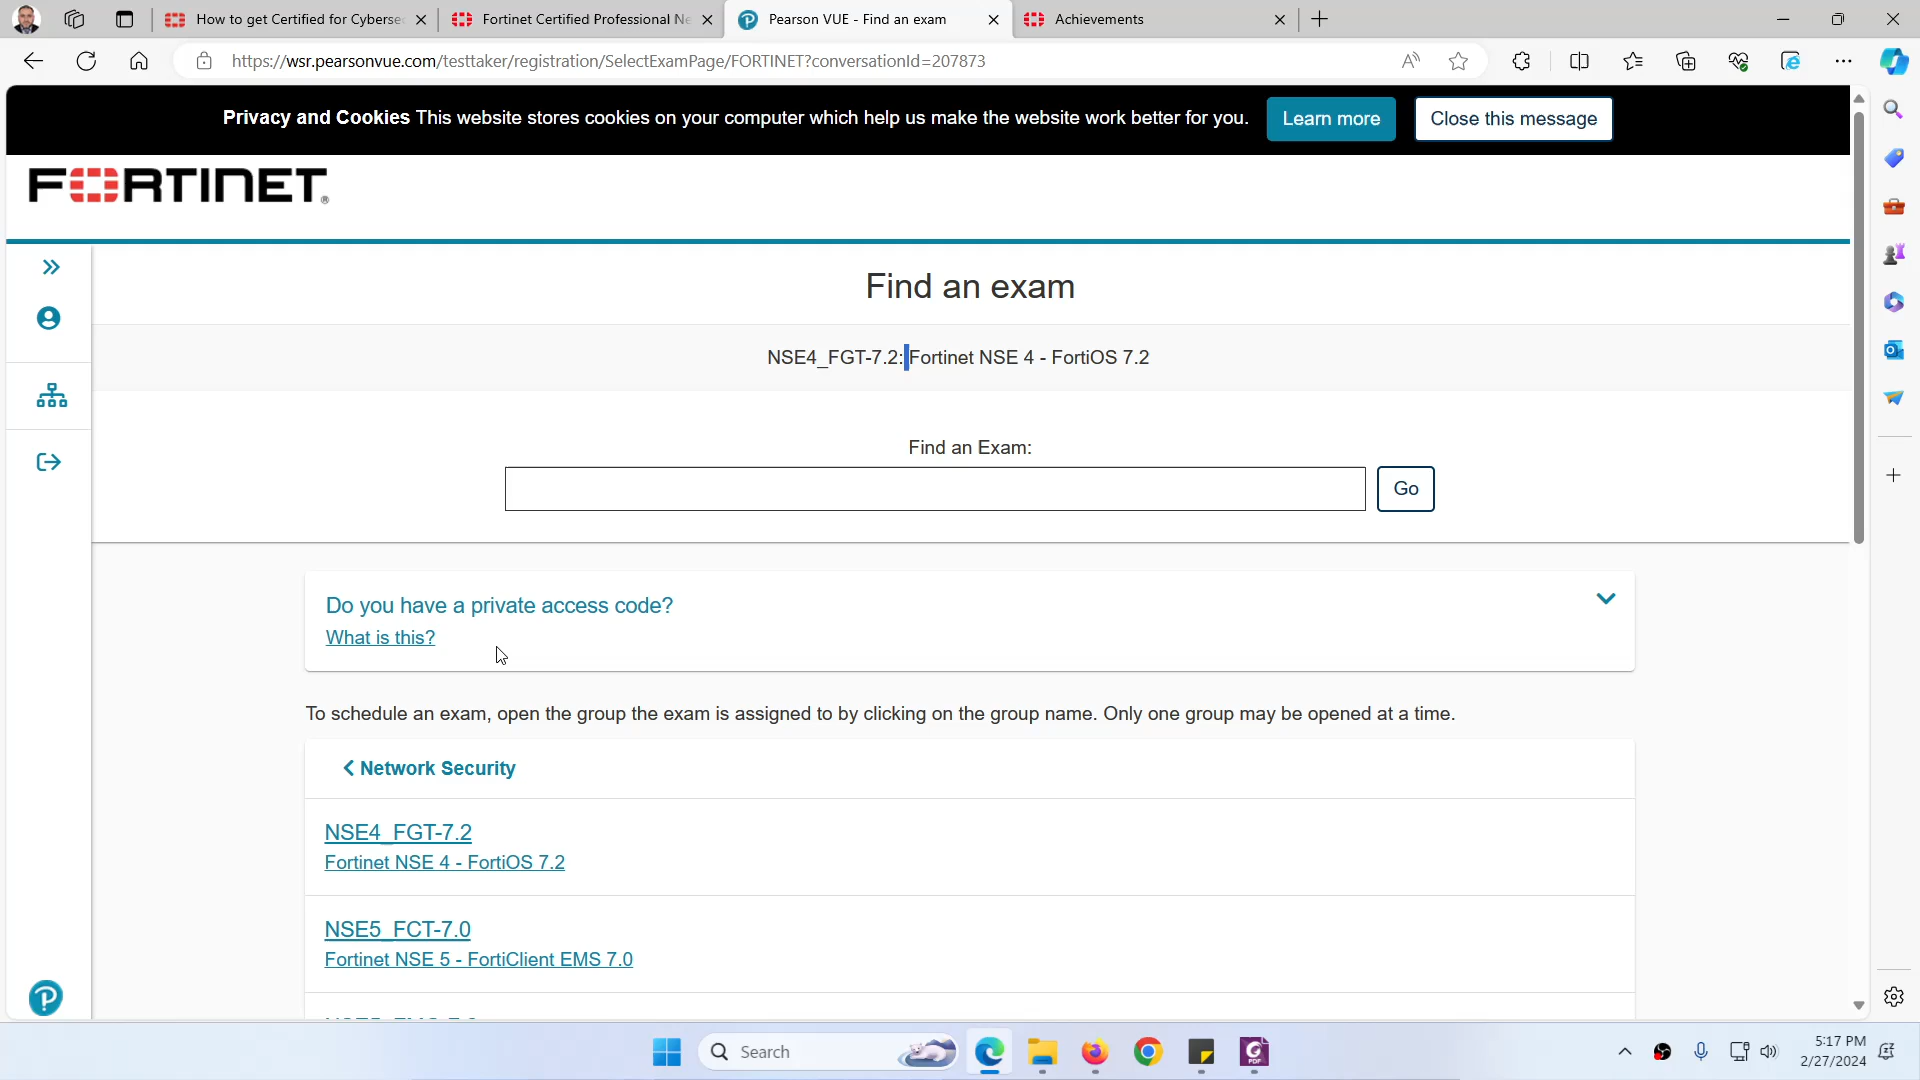 How to get Certified for Cyberse
Fortinet Certified Professional Ne
Pearson VUE - Find an exam
Achievements
https://wsr.pearsonvue.com/testtaker/registration/SelectExamPage/FORTINET?conversationId=207873
Privacy and Cookies This website stores cookies on your computer which help us make the website work better for you.
Learn more
Close this message
FORTINET®
Find an exam
NSE4_FGT-7.2: Fortinet NSE 4 - FortiOS 7.2
Find an Exam:
Go
Do you have a private access code?
What is this?
To schedule an exam, open the group the exam is assigned to by clicking on the group name. Only one group may be opened at a time.
Network Security
NSE4_FGT-7.2
Fortinet NSE 4 - FortiOS 7.2
NSE5_FCT-7.0
Fortinet NSE 5 - FortiClient EMS 7.0
Search
5:17 PM
2/27/2024